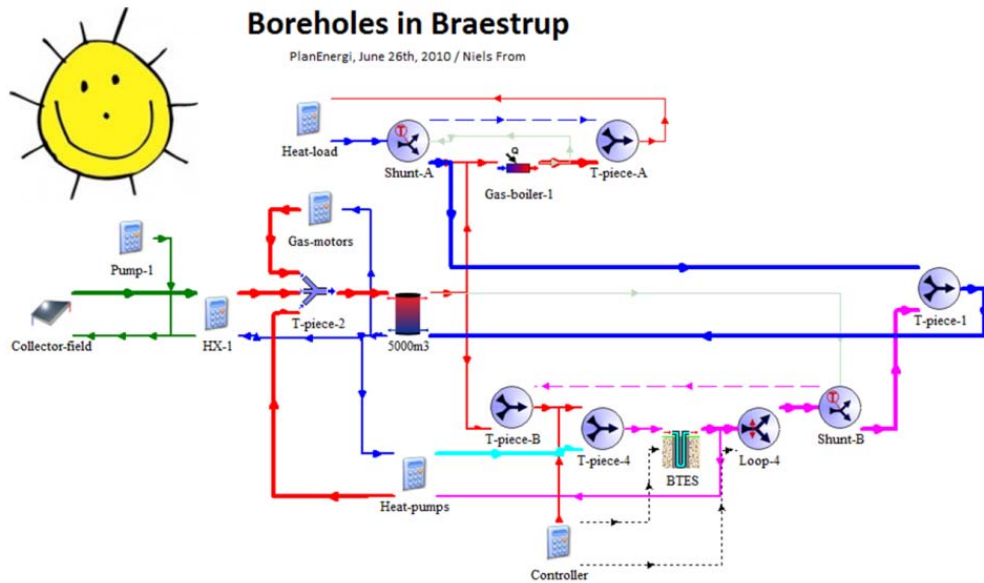 Boreholes in Braestrup
PlanEnergi, June 26th, 2010 / Niels From
Heat-load
Shunt-A
Gas-boiler-1
T-piece-A
Gas-motors
Pump-1
Collector-field
HX-1
T-piece-2
5000m3
T-piece-1
T-piece-B
T-piece-4
BTES
Loop-4
Shunt-B
Heat-pumps
Controller